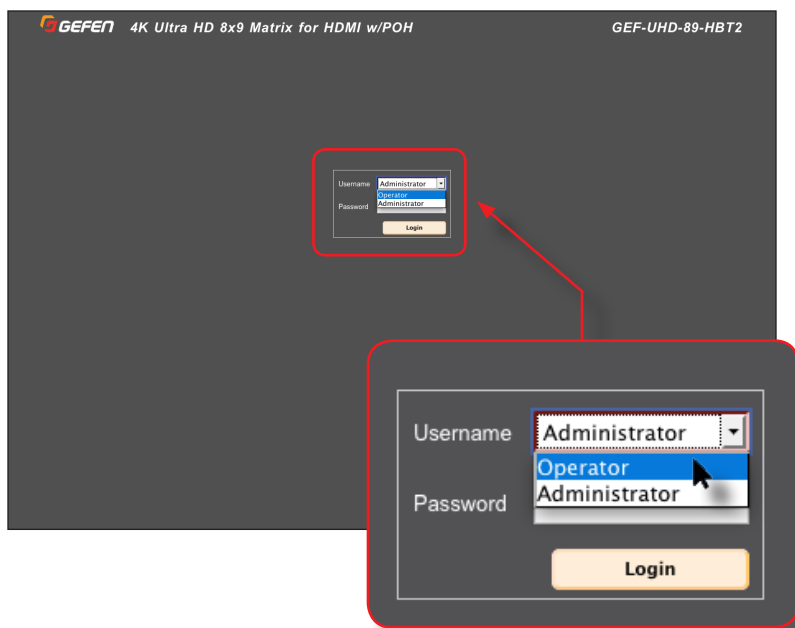 GEFEN 4K Ultra HD 8x9 Matrix for HDMI w/POH GEF-UHD-89-HBT2
Username Administrator
Operator
Administrator
Password
Login
Username Administrator
Operator
Administrator
Password
Login